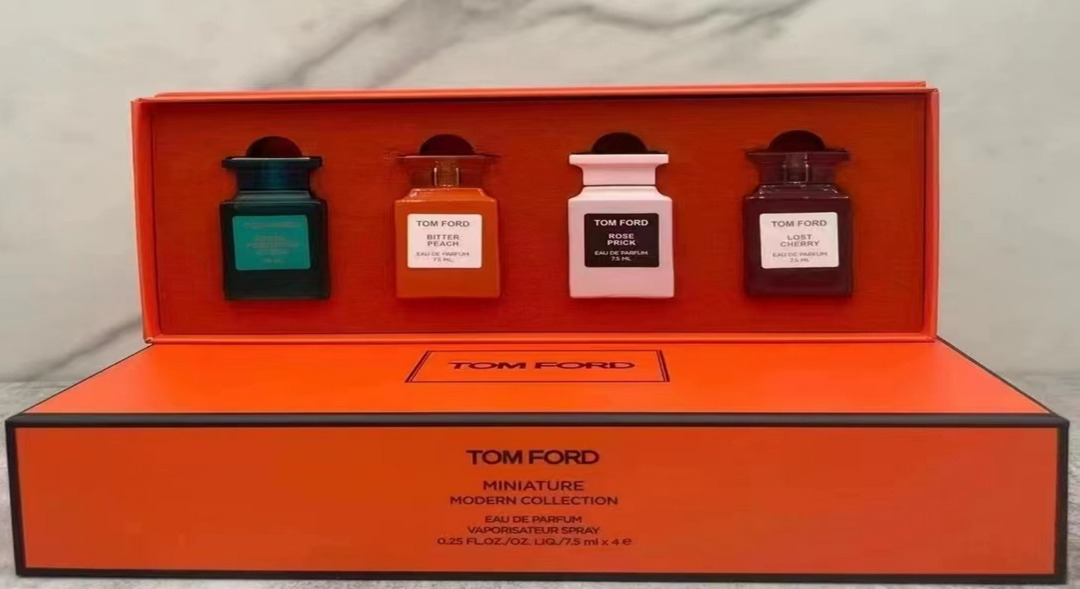 TOM FORD
BITTER
PEACH
EAU DE PARFUM
7.5 ML
TOM FORD
ROSE
PRICK
EAU DE PARFUM
7.5 ML
TOM FORD
LOST
CHERRY
EAU DE PARFUM
7.5 ML
TOM FORD
TOM FORD
MINIATURE
MODERN COLLECTION
EAU DE PARFUM
VAPORISATEUR SPRAY
0.25 FL.OZ./OZ. LIQ./7.5 ml x 4 e